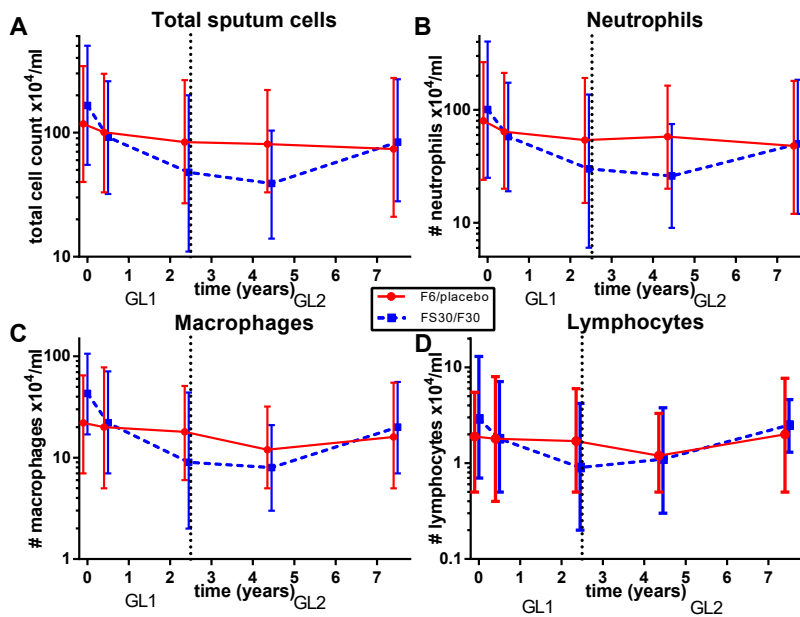 A
Total sputum cells
total cell count x10⁴/ml
100
10
0 1 2 3 4 5 6 7
time (years)
GL1
GL2
B
Neutrophils
# neutrophils x10⁴/ml
100
10
0 1 2 3 4 5 6 7
time (years)
GL1
GL2
F6/placebo
FS30/F30
C
Macrophages
# macrophages x10⁴/ml
100
10
1
0 1 2 3 4 5 6 7
time (years)
GL1
GL2
D
Lymphocytes
# lymphocytes x10⁴/ml
10
1
0.1
0 1 2 3 4 5 6 7
time (years)
GL1
GL2